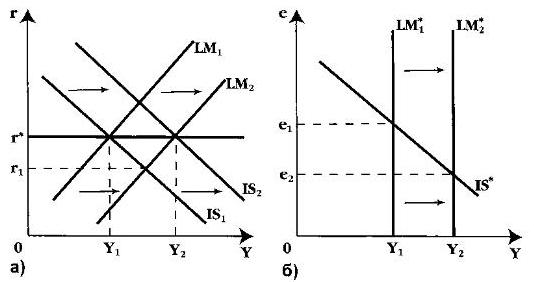 r
LM₁
LM₂
r*
r₁
IS₂
IS₁
0
Y₁
Y₂
Y
а)
e
LM₁*
LM₂*
e₁
e₂
IS*
0
Y₁
Y₂
Y
б)